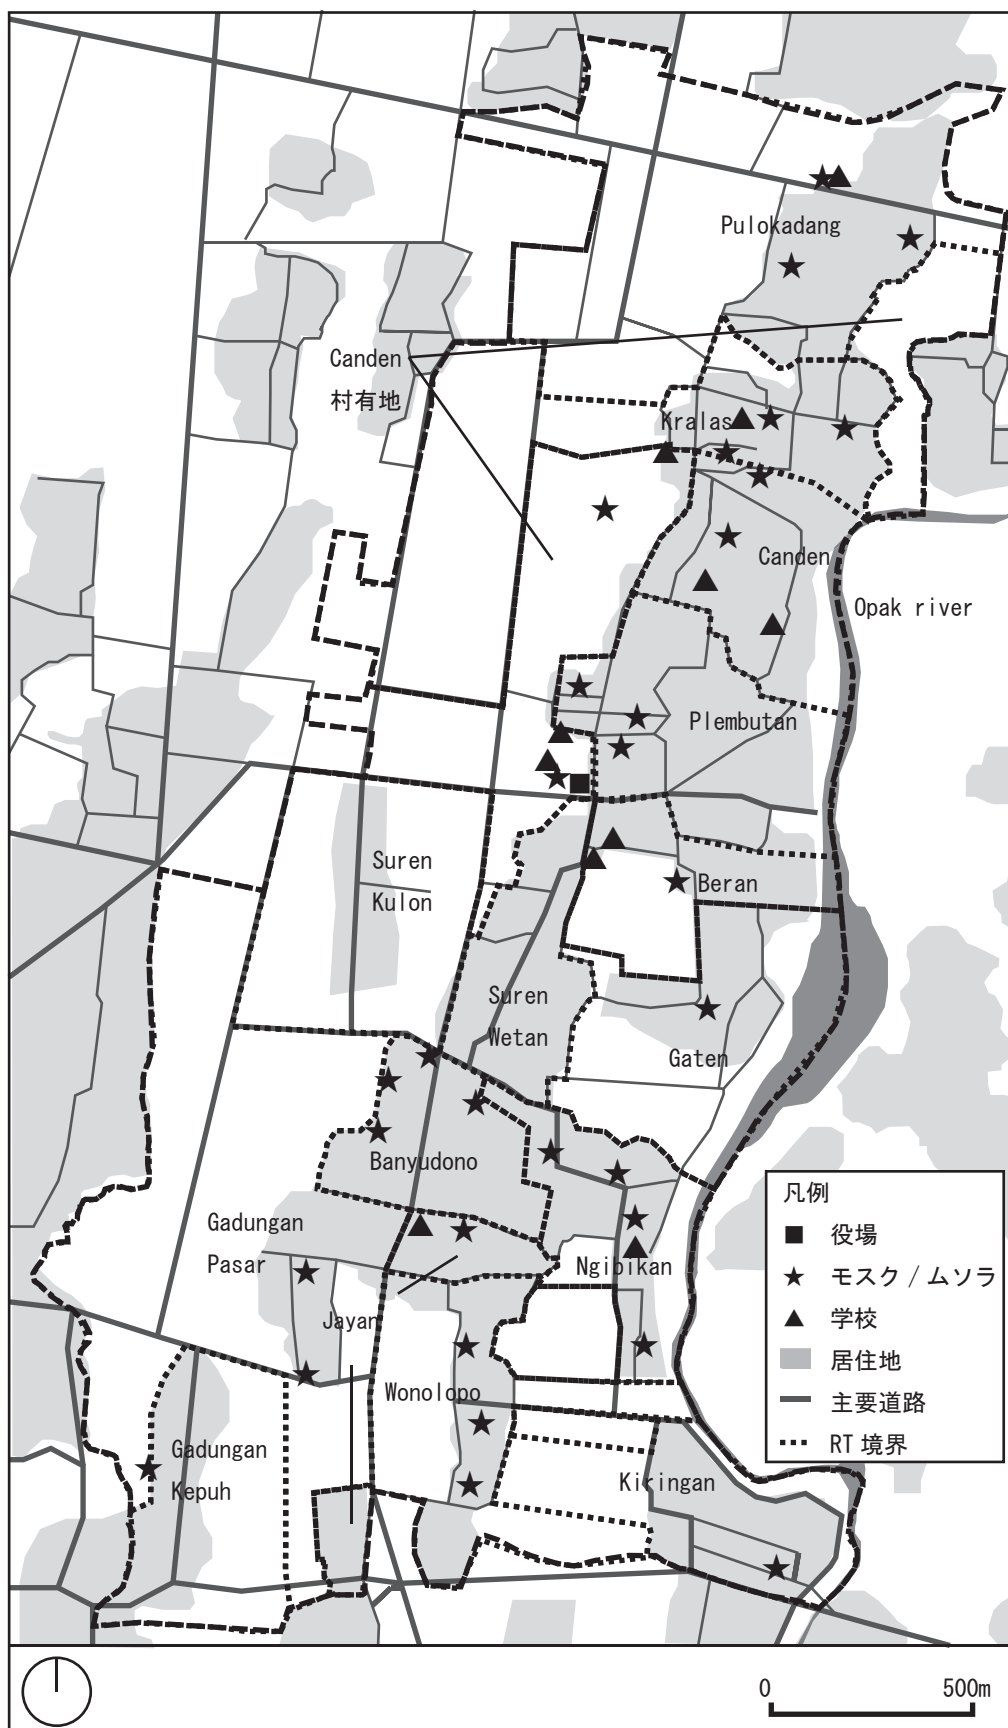 Pulokadang
Canden
村有地
Kralas
Canden
Opak river
Plembutan
Suren
Kulon
Beran
Suren
Wetan
Gaten
Banyudono
Gadungan
Pasar
Ngibikan
Jayan
Wonolopo
Gadungan
Kepuh
Kiringan
凡例
役場
モスク / ムソラ
学校
居住地
主要道路
RT 境界
0 500m